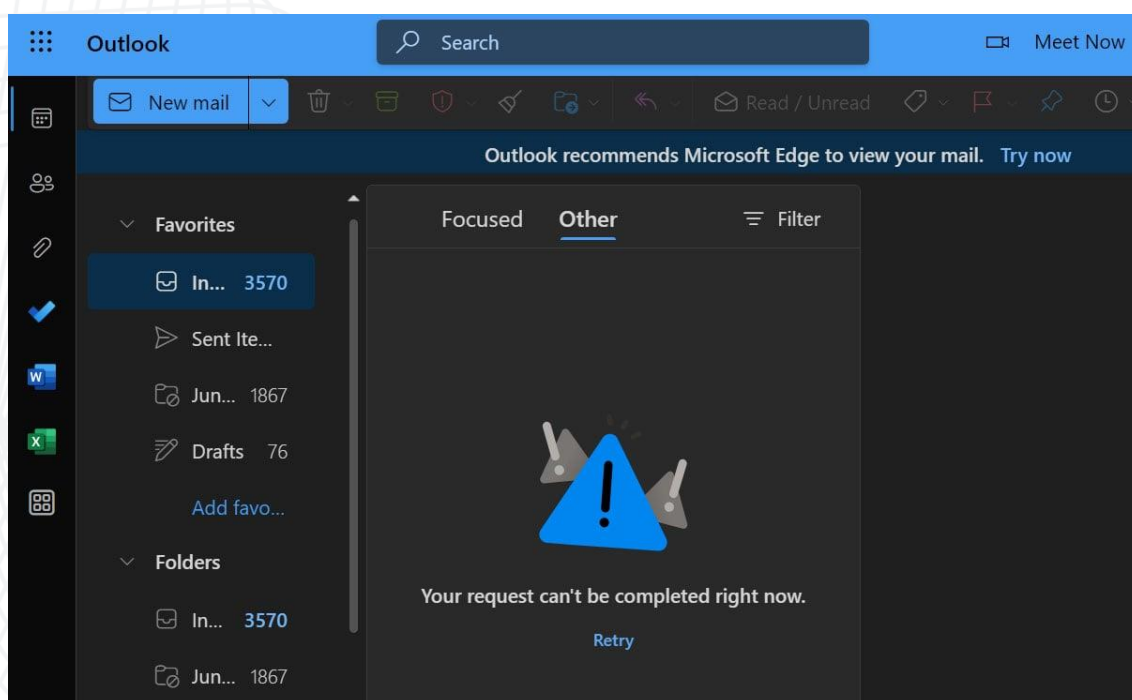 Outlook
Search
Meet Now
New mail
Read / Unread
Outlook recommends Microsoft Edge to view your mail. Try now
Favorites
In... 3570
Sent Ite...
Jun... 1867
Drafts 76
Add favo...
Folders
In... 3570
Jun... 1867
Focused Other Filter
Your request can't be completed right now.
Retry
W
X